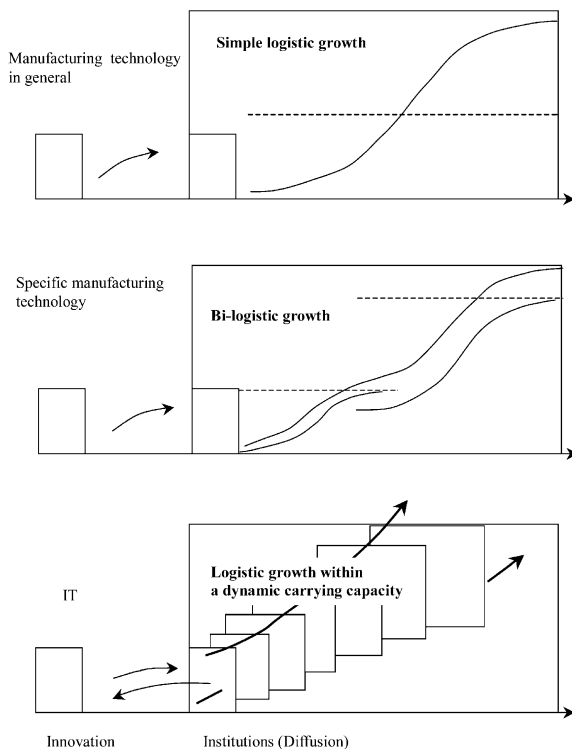 Simple logistic growth
Manufacturing technology
in general
Specific manufacturing
technology
Bi-logistic growth
Logistic growth within
a dynamic carrying capacity
IT
Innovation
Institutions (Diffusion)